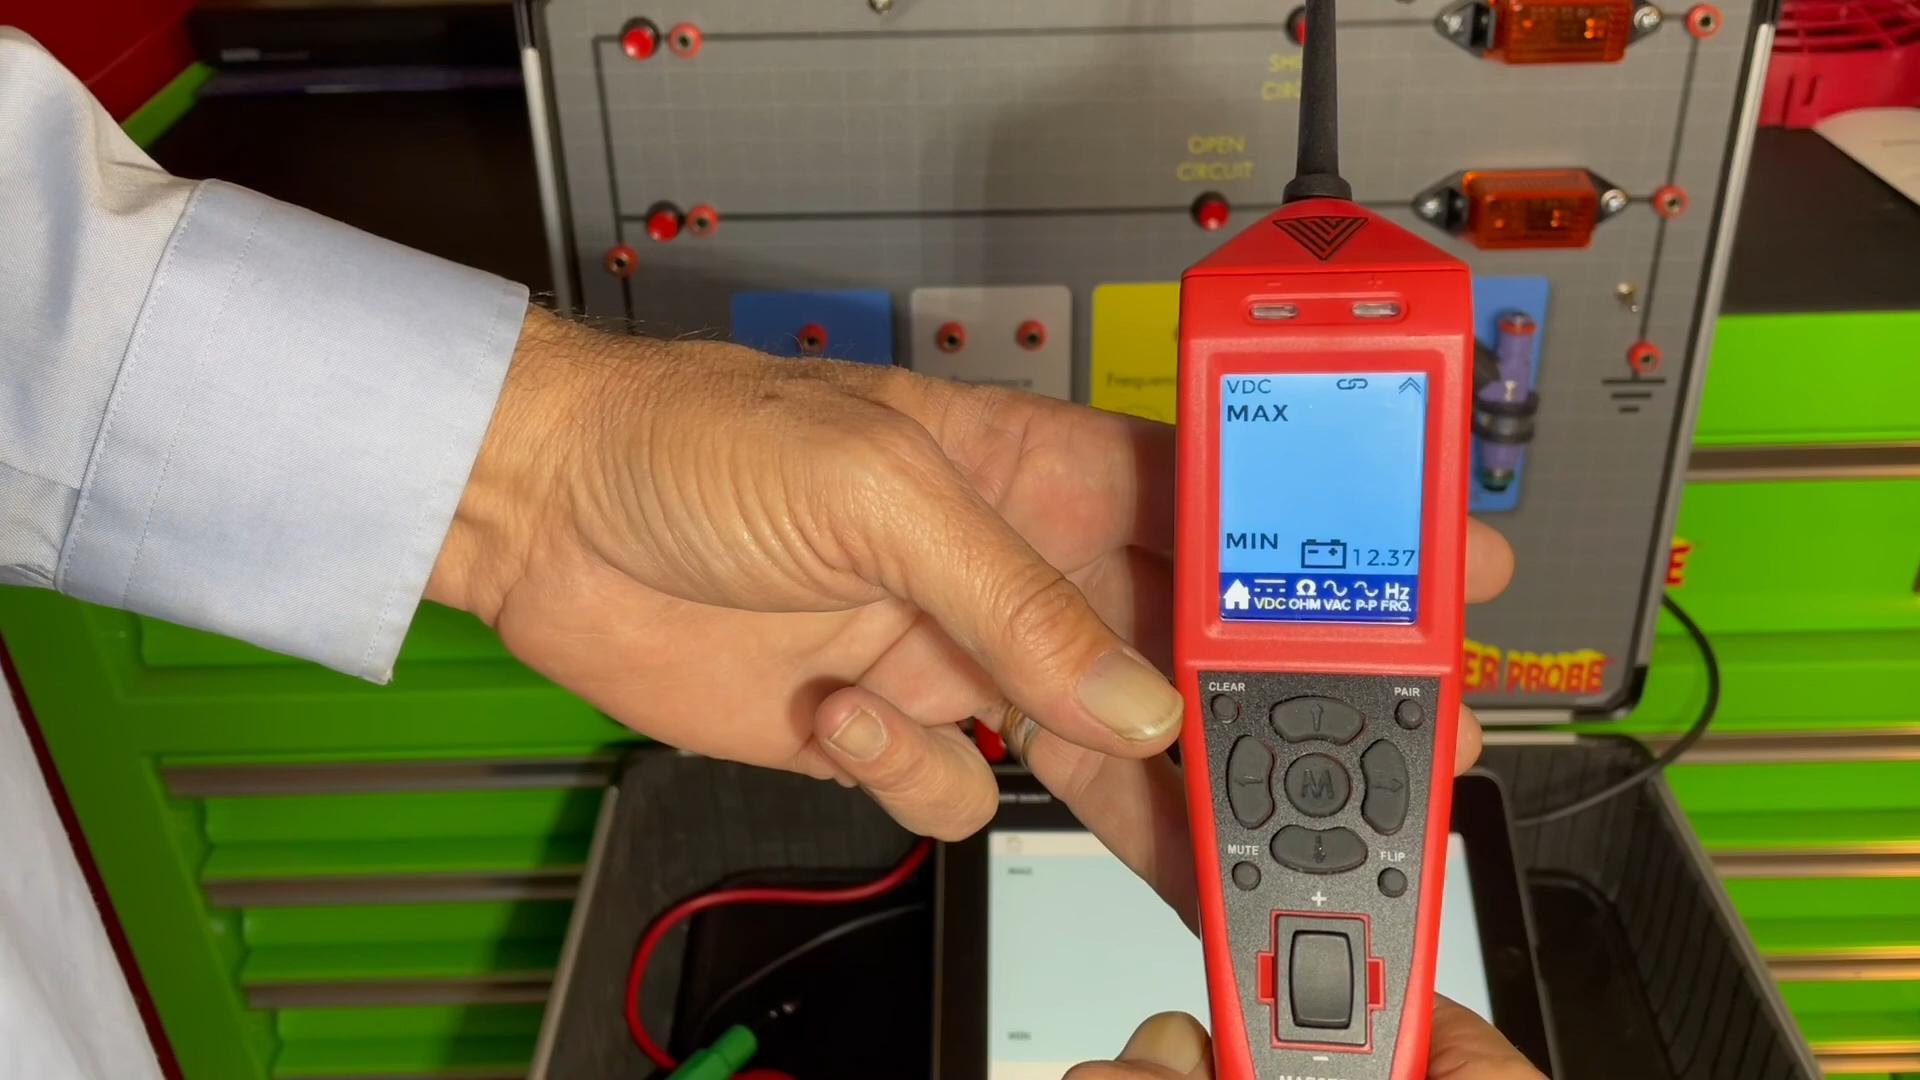 OPEN
CIRCUIT
VDC
MAX
MIN
12.37
Ω
Hz
VDC OHM VAC P-P FRQ.
ER PROBE
CLEAR
PAIR
M
MUTE
FLIP
+
-